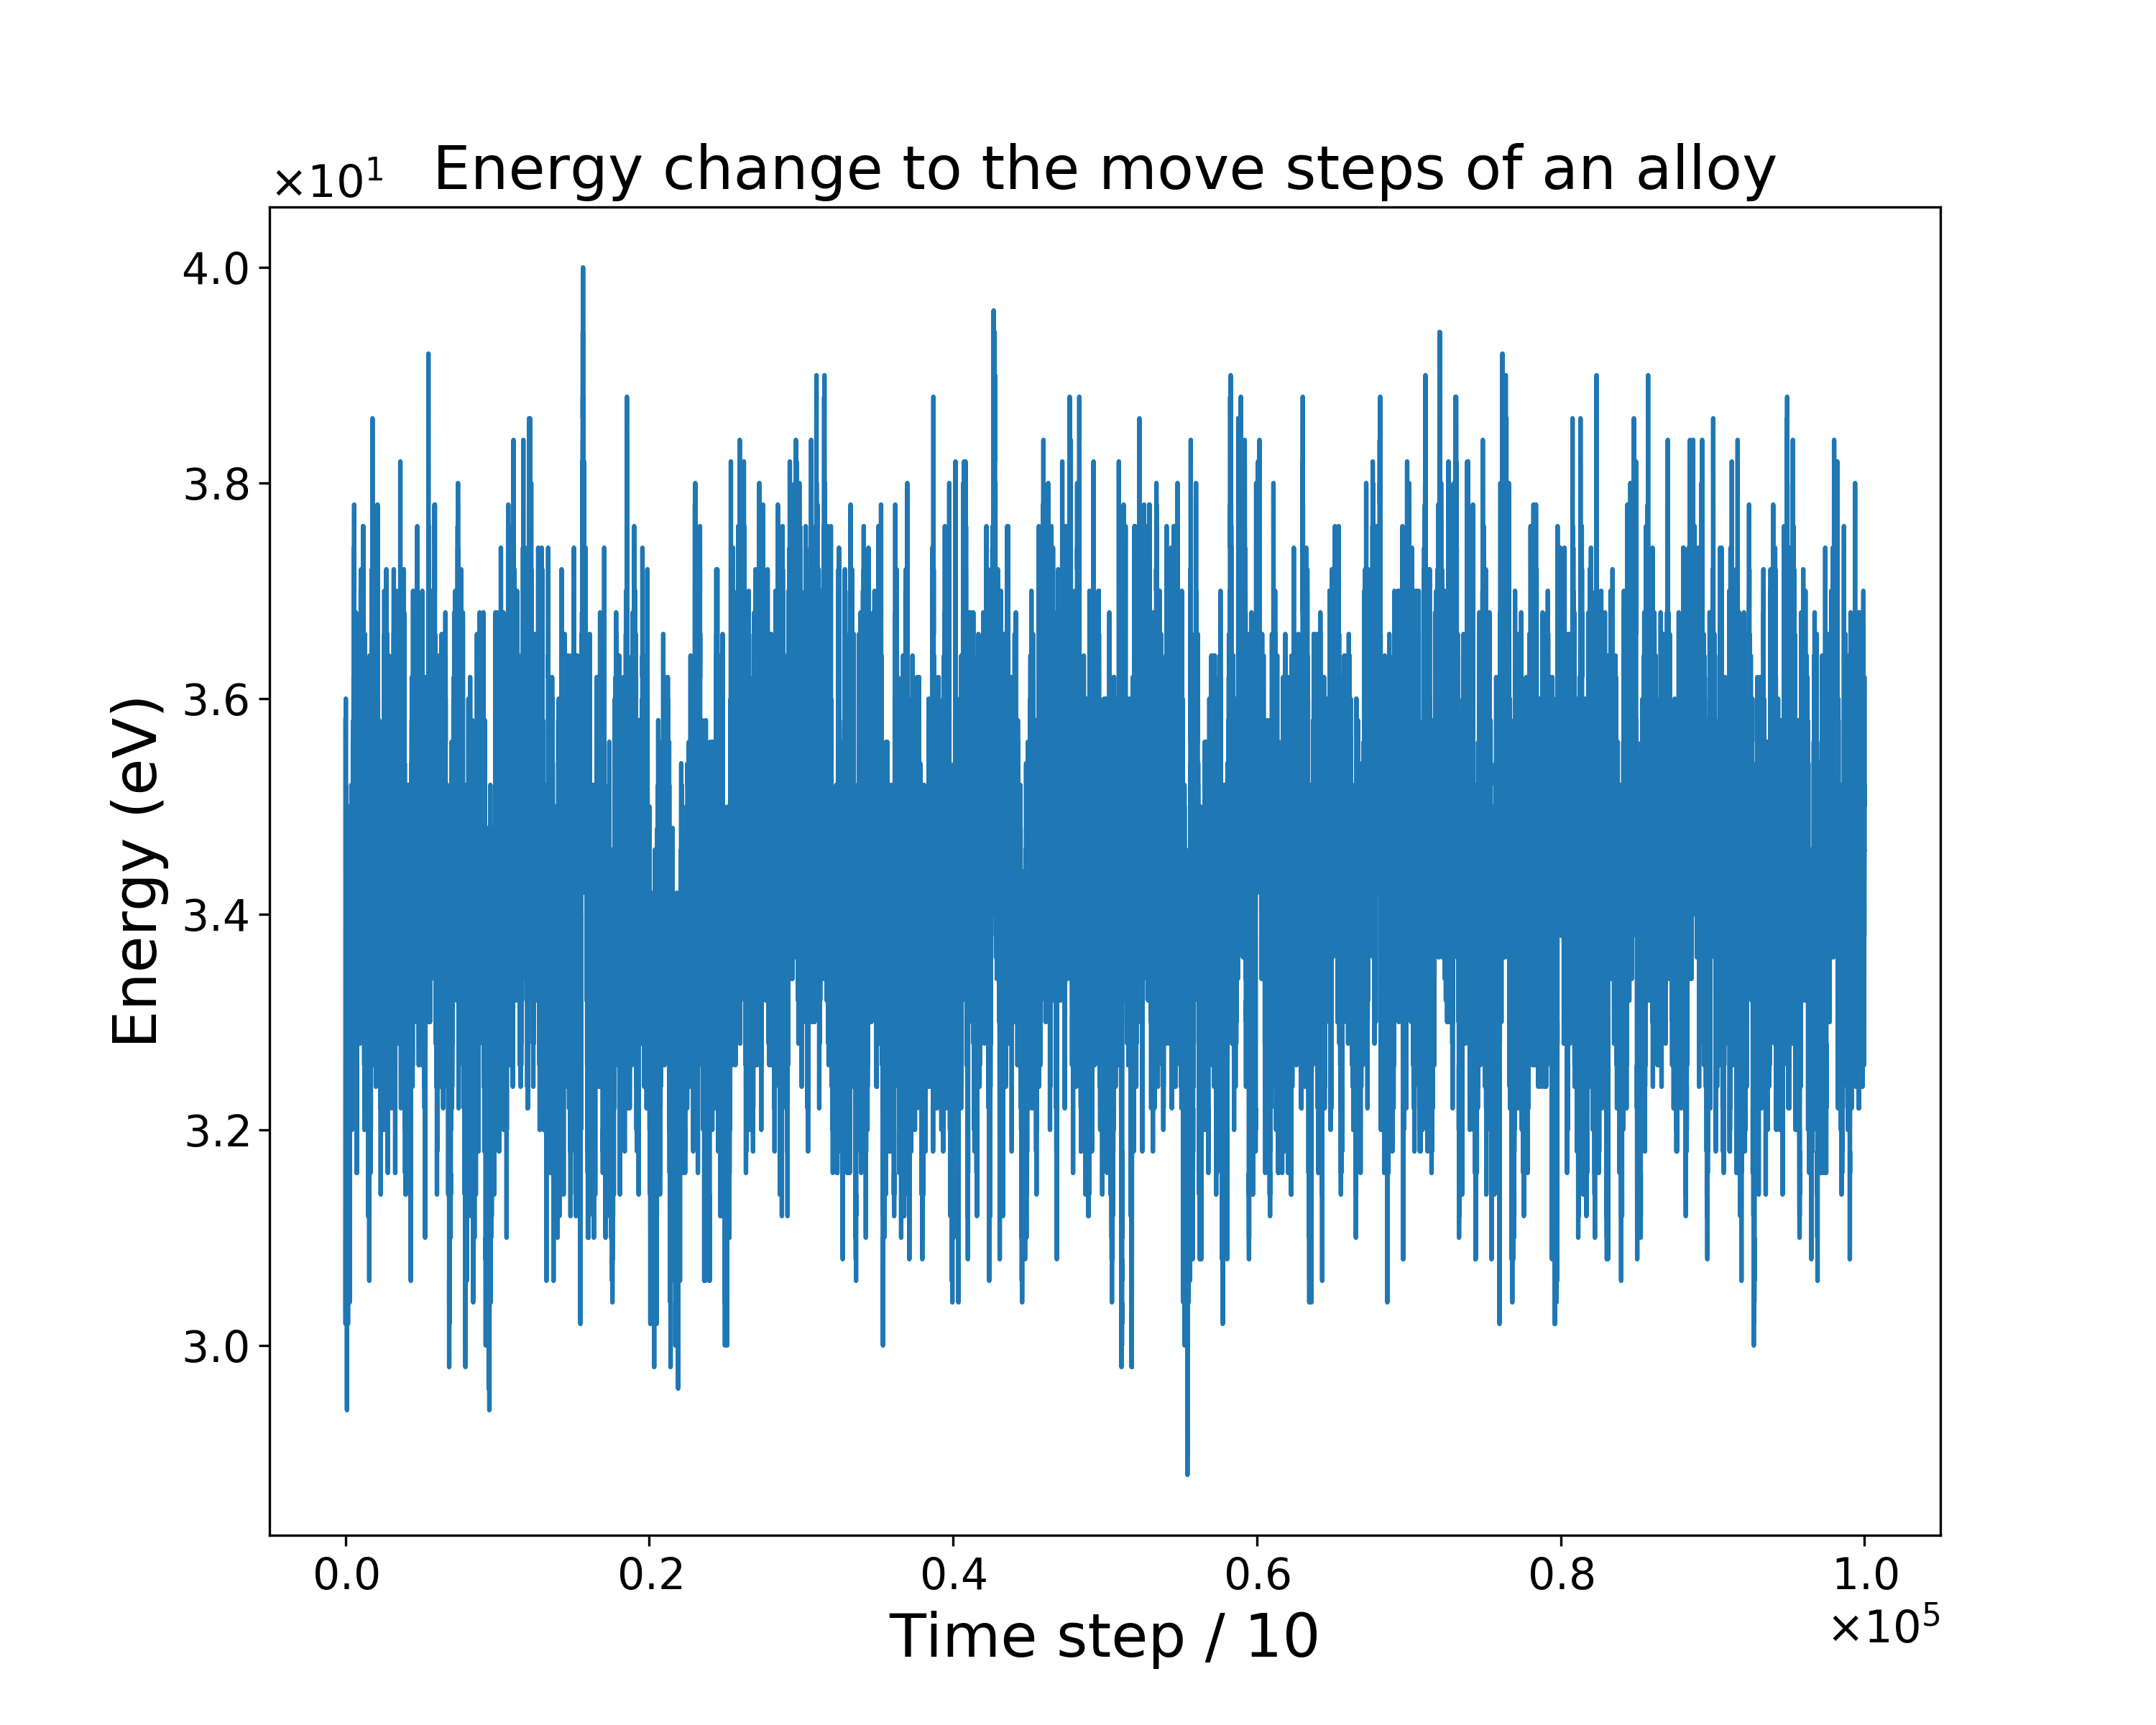 Energy change to the move steps of an alloy
×10¹
4.0
3.8
3.6
3.4
3.2
3.0
Energy (eV)
0.0 0.2 0.4 0.6 0.8 1.0
Time step / 10
×10⁵